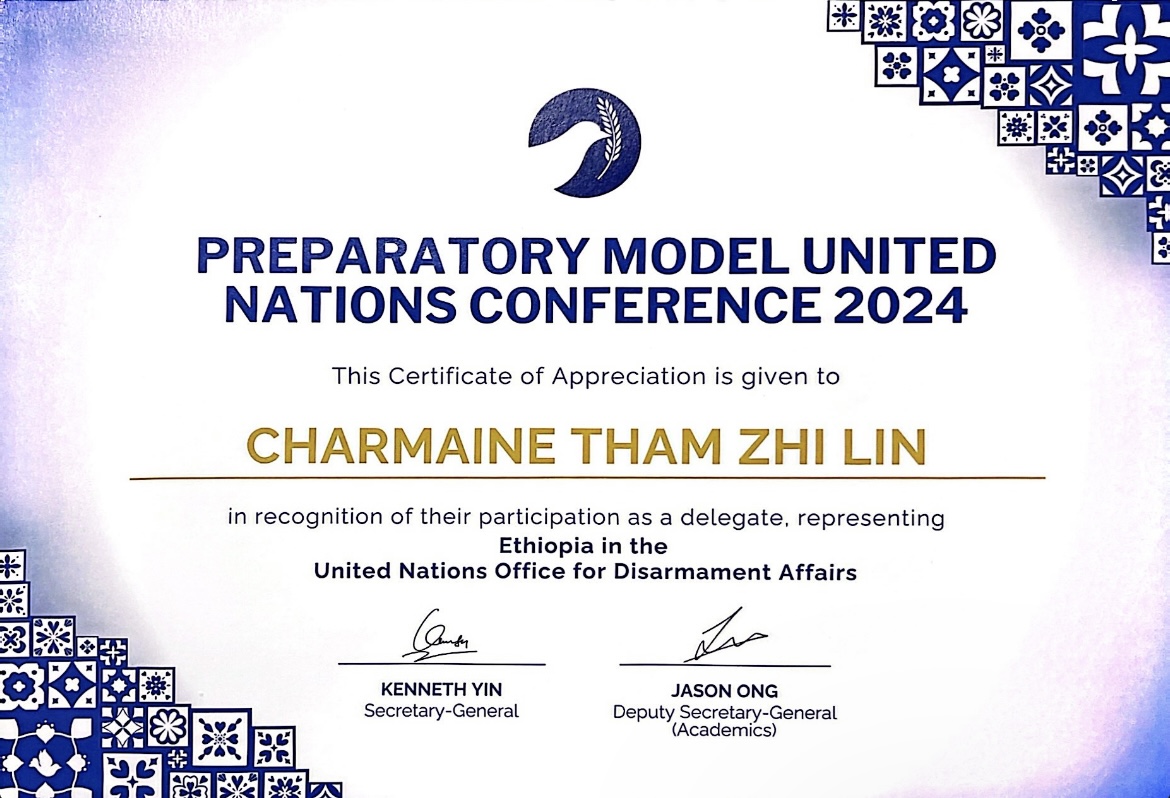 PREPARATORY MODEL UNITED
NATIONS CONFERENCE 2024
This Certificate of Appreciation is given to
CHARMAINE THAM ZHI LIN
in recognition of their participation as a delegate, representing
Ethiopia in the
United Nations Office for Disarmament Affairs
KENNETH YIN
Secretary-General
JASON ONG
Deputy Secretary-General
(Academics)